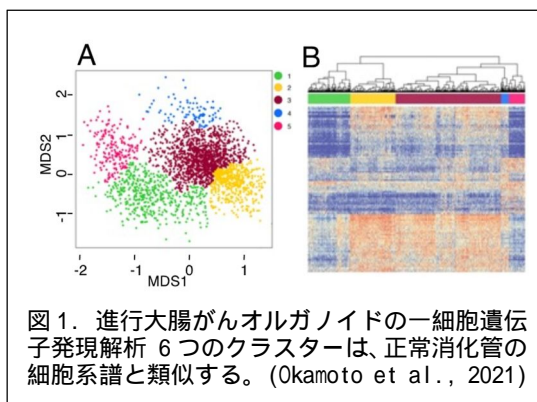 A
B
1
2
3
4
5
2
1
0
-1
MDS2
-2
-1
0
1
MDS1
図1. 進行大腸がんオルガノイドの一細胞遺伝
子発現解析 6つのクラスターは、正常消化管の
細胞系譜と類似する。(Okamoto et al., 2021)